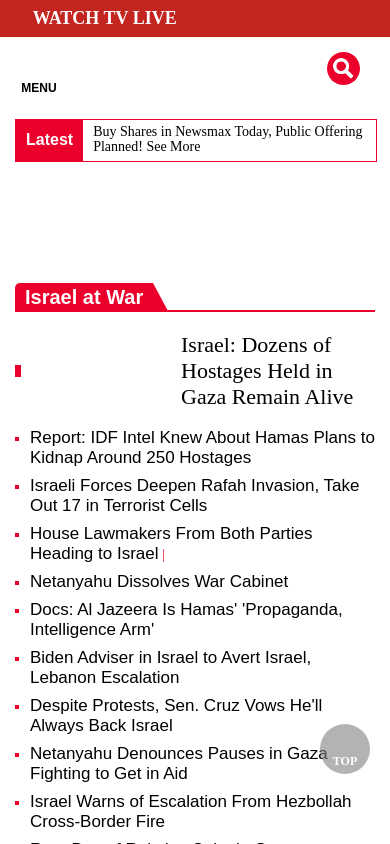 WATCH TV LIVE
MENU
Latest
Buy Shares in Newsmax Today, Public Offering
Planned! See More
Israel at War
Israel: Dozens of
Hostages Held in
Gaza Remain Alive
Report: IDF Intel Knew About Hamas Plans to
Kidnap Around 250 Hostages
Israeli Forces Deepen Rafah Invasion, Take
Out 17 in Terrorist Cells
House Lawmakers From Both Parties
Heading to Israel |
Netanyahu Dissolves War Cabinet
Docs: Al Jazeera Is Hamas' 'Propaganda,
Intelligence Arm'
Biden Adviser in Israel to Avert Israel,
Lebanon Escalation
Despite Protests, Sen. Cruz Vows He'll
Always Back Israel
Netanyahu Denounces Pauses in Gaza
Fighting to Get in Aid
TOP
Israel Warns of Escalation From Hezbollah
Cross-Border Fire